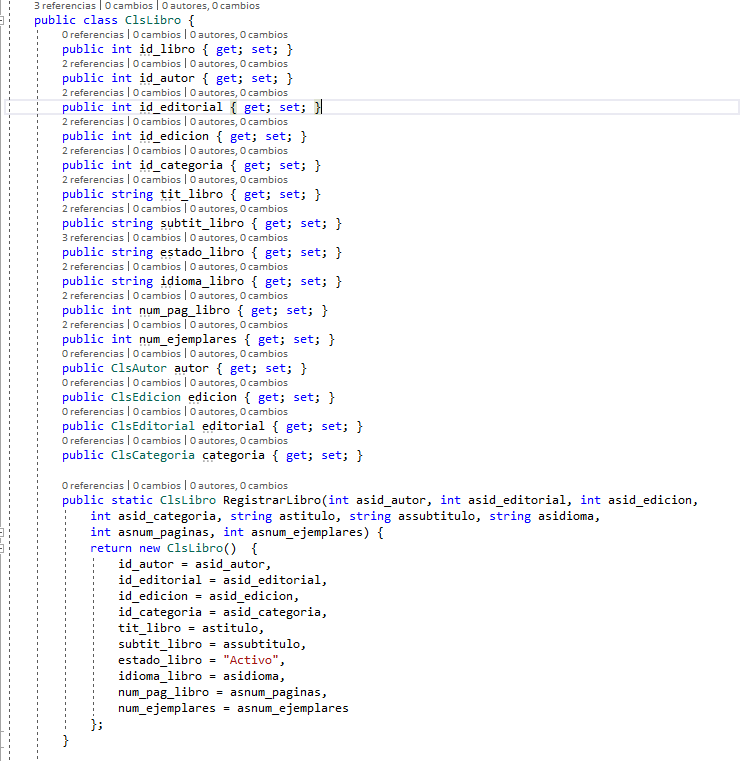 3 referencias | 0 cambios | 0 autores, 0 cambios
public class ClsLibro {
0 referencias | 0 cambios | 0 autores, 0 cambios
public int id_libro { get; set; }
2 referencias | 0 cambios | 0 autores, 0 cambios
public int id_autor { get; set; }
2 referencias | 0 cambios | 0 autores, 0 cambios
public int id_editorial { get; set; }
2 referencias | 0 cambios | 0 autores, 0 cambios
public int id_edicion { get; set; }
2 referencias | 0 cambios | 0 autores, 0 cambios
public int id_categoria { get; set; }
2 referencias | 0 cambios | 0 autores, 0 cambios
public string tit_libro { get; set; }
2 referencias | 0 cambios | 0 autores, 0 cambios
public string subtit_libro { get; set; }
3 referencias | 0 cambios | 0 autores, 0 cambios
public string estado_libro { get; set; }
2 referencias | 0 cambios | 0 autores, 0 cambios
public string idioma_libro { get; set; }
2 referencias | 0 cambios | 0 autores, 0 cambios
public int num_pag_libro { get; set; }
2 referencias | 0 cambios | 0 autores, 0 cambios
public int num_ejemplares { get; set; }
0 referencias | 0 cambios | 0 autores, 0 cambios
public ClsAutor autor { get; set; }
0 referencias | 0 cambios | 0 autores, 0 cambios
public ClsEdicion edicion { get; set; }
0 referencias | 0 cambios | 0 autores, 0 cambios
public ClsEditorial editorial { get; set; }
0 referencias | 0 cambios | 0 autores, 0 cambios
public ClsCategoria categoria { get; set; }
0 referencias | 0 cambios | 0 autores, 0 cambios
public static ClsLibro RegistrarLibro(int asid_autor, int asid_editorial, int asid_edicion,
int asid_categoria, string astitulo, string assubtitulo, string asidioma,
int asnum_paginas, int asnum_ejemplares) {
return new ClsLibro()  {
id_autor = asid_autor,
id_editorial = asid_editorial,
id_edicion = asid_edicion,
id_categoria = asid_categoria,
tit_libro = astitulo,
subtit_libro = assubtitulo,
estado_libro = "Activo",
idioma_libro = asidioma,
num_pag_libro = asnum_paginas,
num_ejemplares = asnum_ejemplares
};
}